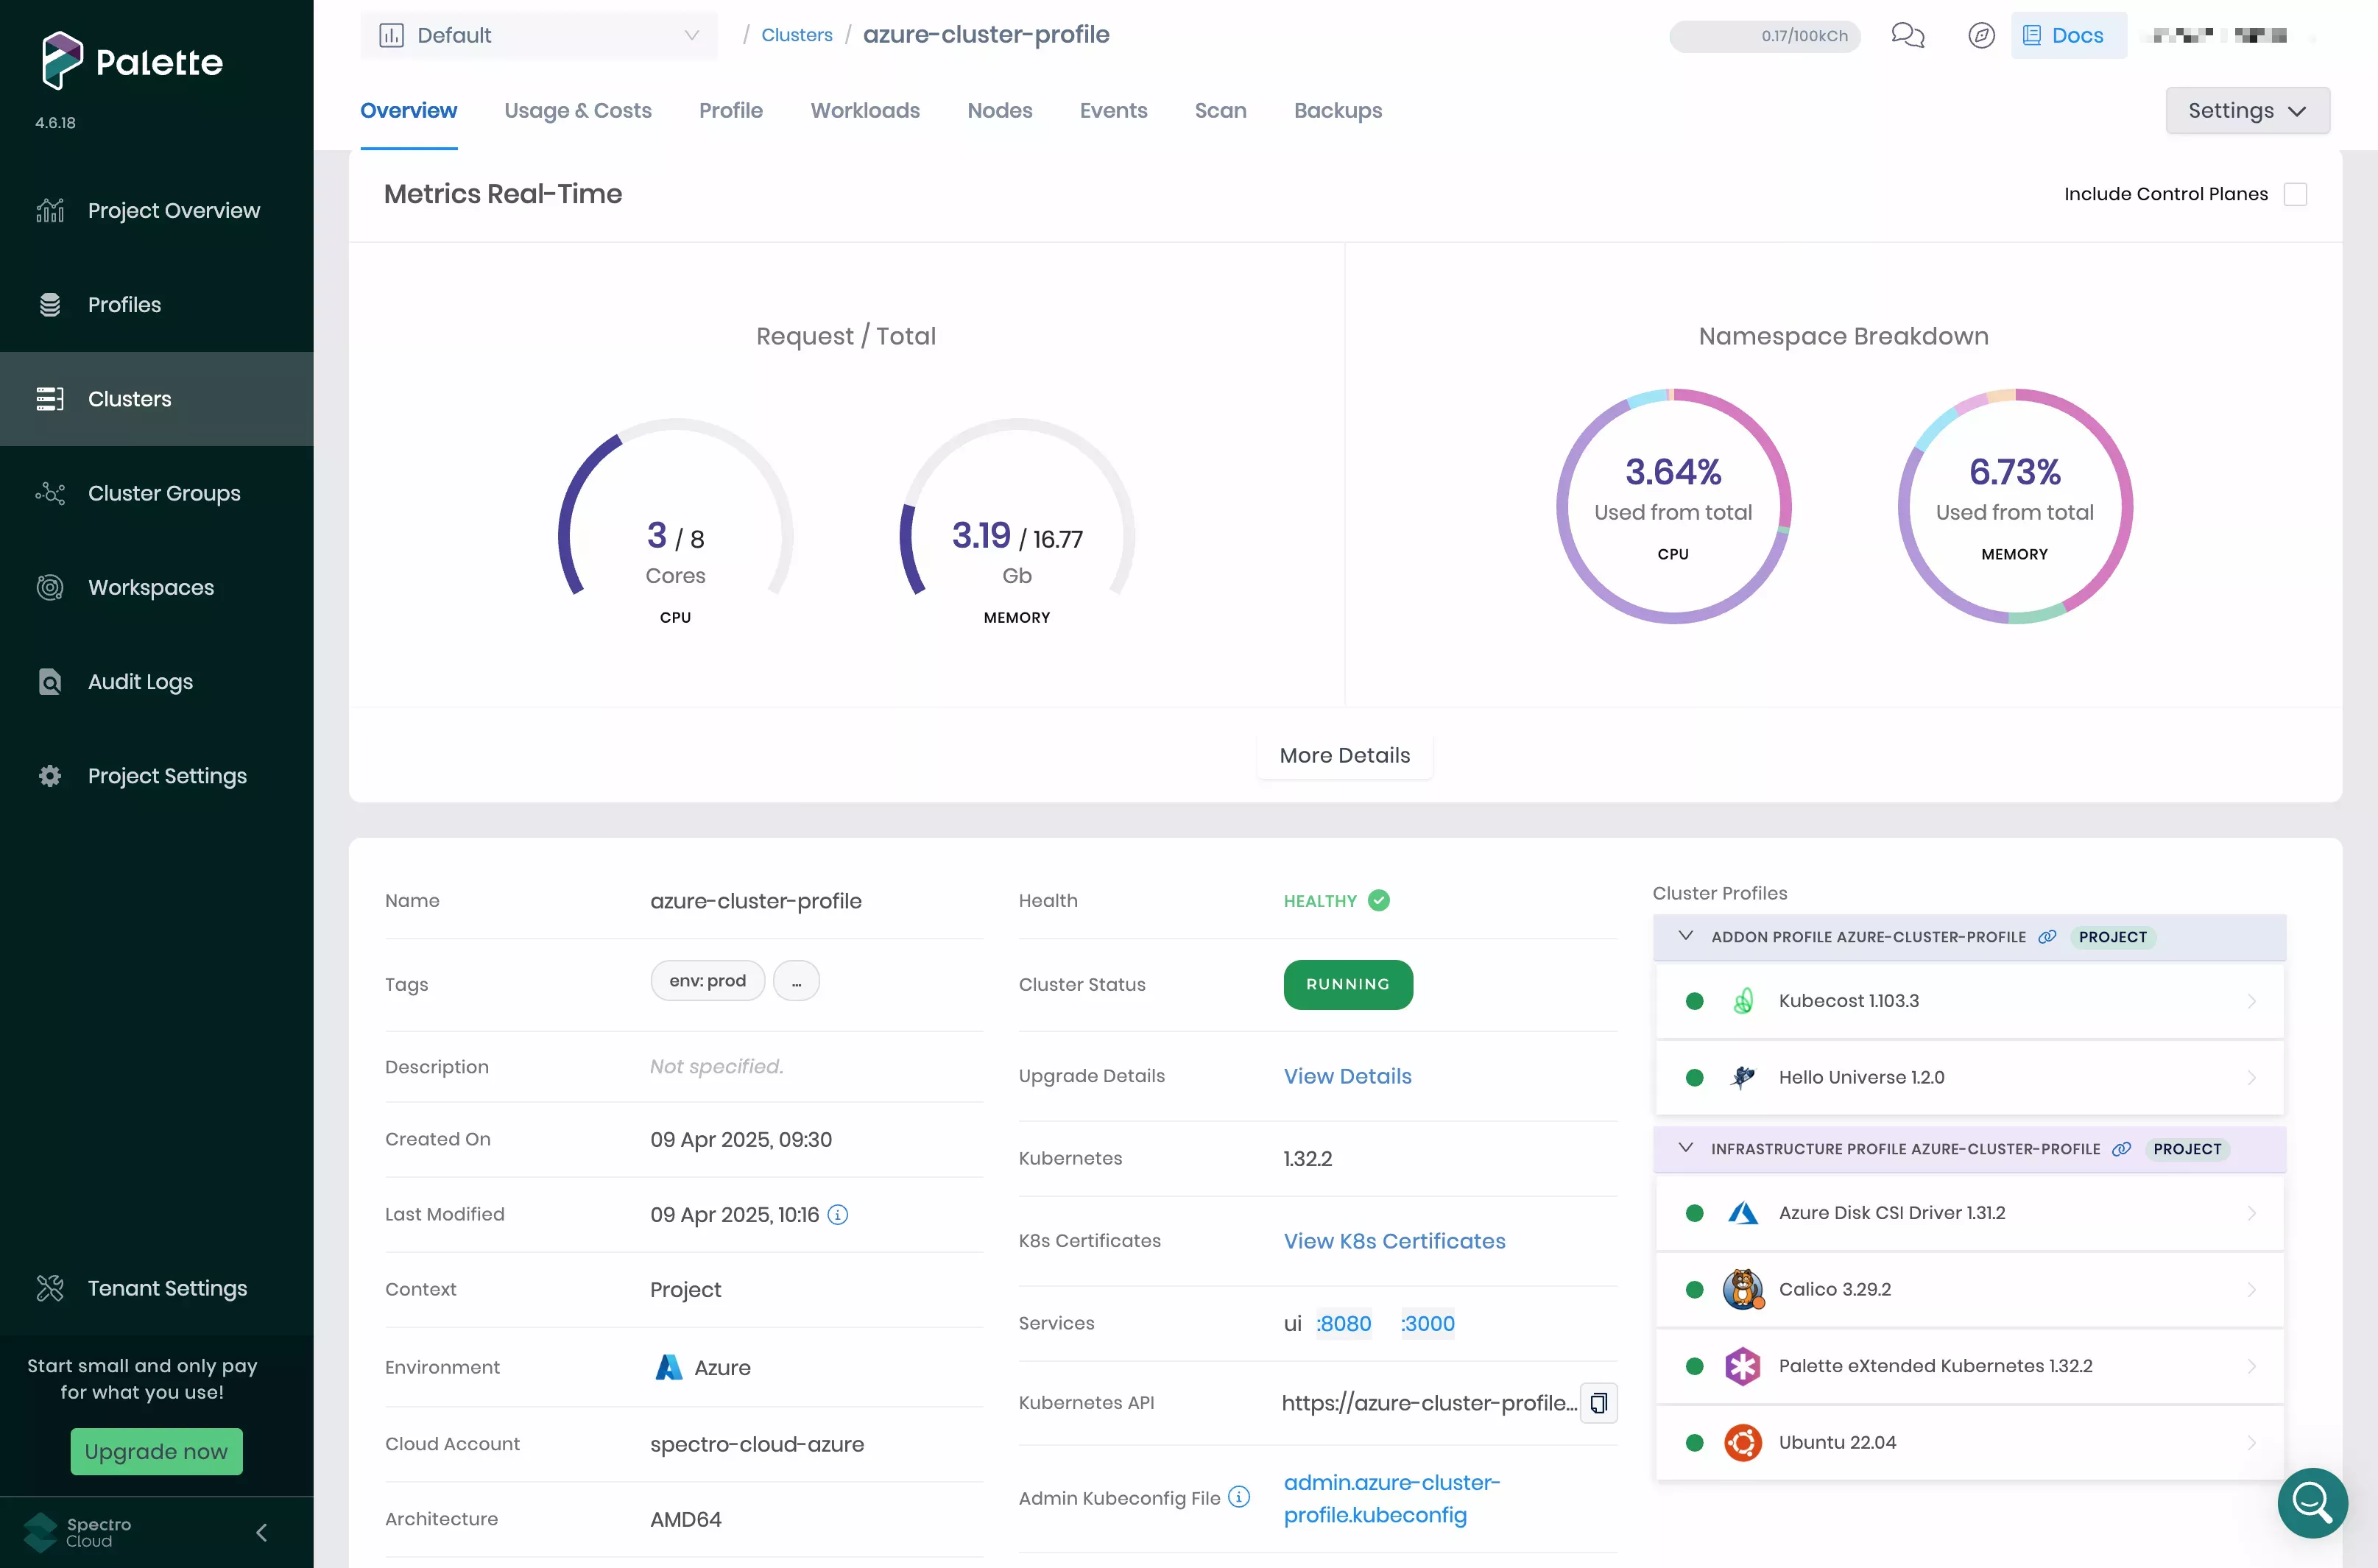 Palette
4.6.18
Project Overview
Profiles
Clusters
Cluster Groups
Workspaces
Audit Logs
Project Settings
Tenant Settings
Start small and only pay
for what you use!
Upgrade now
Spectro
Cloud
Default
/ Clusters / azure-cluster-profile
0.17/100kCh
Docs
Overview
Usage & Costs
Profile
Workloads
Nodes
Events
Scan
Backups
Settings
Metrics Real-Time
Include Control Planes
Request / Total
3 / 8
Cores
CPU
3.19 / 16.77
Gb
MEMORY
Namespace Breakdown
3.64%
Used from total
CPU
6.73%
Used from total
MEMORY
More Details
Name
azure-cluster-profile
Tags
env: prod
...
Description
Not specified.
Created On
09 Apr 2025, 09:30
Last Modified
09 Apr 2025, 10:16
Context
Project
Environment
Azure
Cloud Account
spectro-cloud-azure
Architecture
AMD64
Health
HEALTHY
Cluster Status
RUNNING
Upgrade Details
View Details
Kubernetes
1.32.2
K8s Certificates
View K8s Certificates
Services
ui :8080 :3000
Kubernetes API
https://azure-cluster-profile...
Admin Kubeconfig File
admin.azure-cluster-
profile.kubeconfig
Cluster Profiles
ADDON PROFILE AZURE-CLUSTER-PROFILE
PROJECT
Kubecost 1.103.3
Hello Universe 1.2.0
INFRASTRUCTURE PROFILE AZURE-CLUSTER-PROFILE
PROJECT
Azure Disk CSI Driver 1.31.2
Calico 3.29.2
Palette eXtended Kubernetes 1.32.2
Ubuntu 22.04